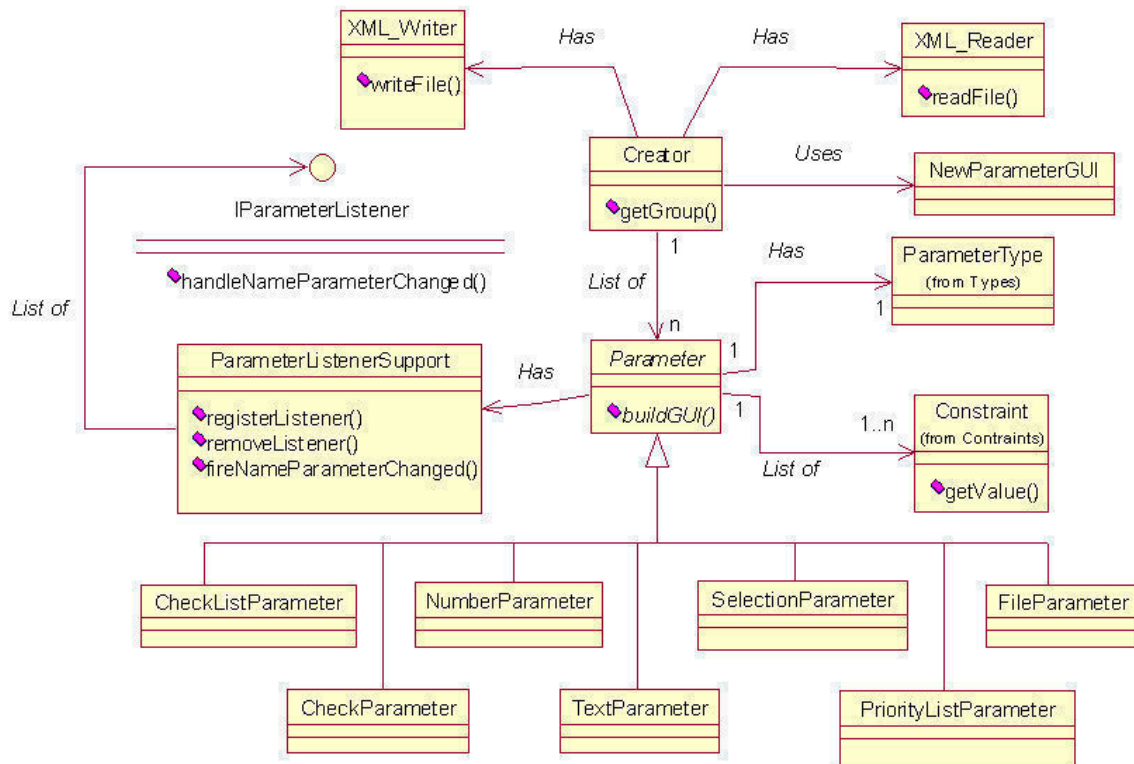 XML_Writer
writeFile()
Has
Has
XML_Reader
readFile()
Creator
getGroup()
Uses
NewParameterGUI
IParameterListener
handleNameParameterChanged()
List of
1
List of
n
Has
ParameterType
(from Types)
1
1
ParameterListenerSupport
registerListener()
removeListener()
fireNameParameterChanged()
Has
Parameter
buildGUI()
1
1..n
List of
Constraint
(from Contraints)
getValue()
CheckListParameter
NumberParameter
SelectionParameter
FileParameter
CheckParameter
TextParameter
PriorityListParameter